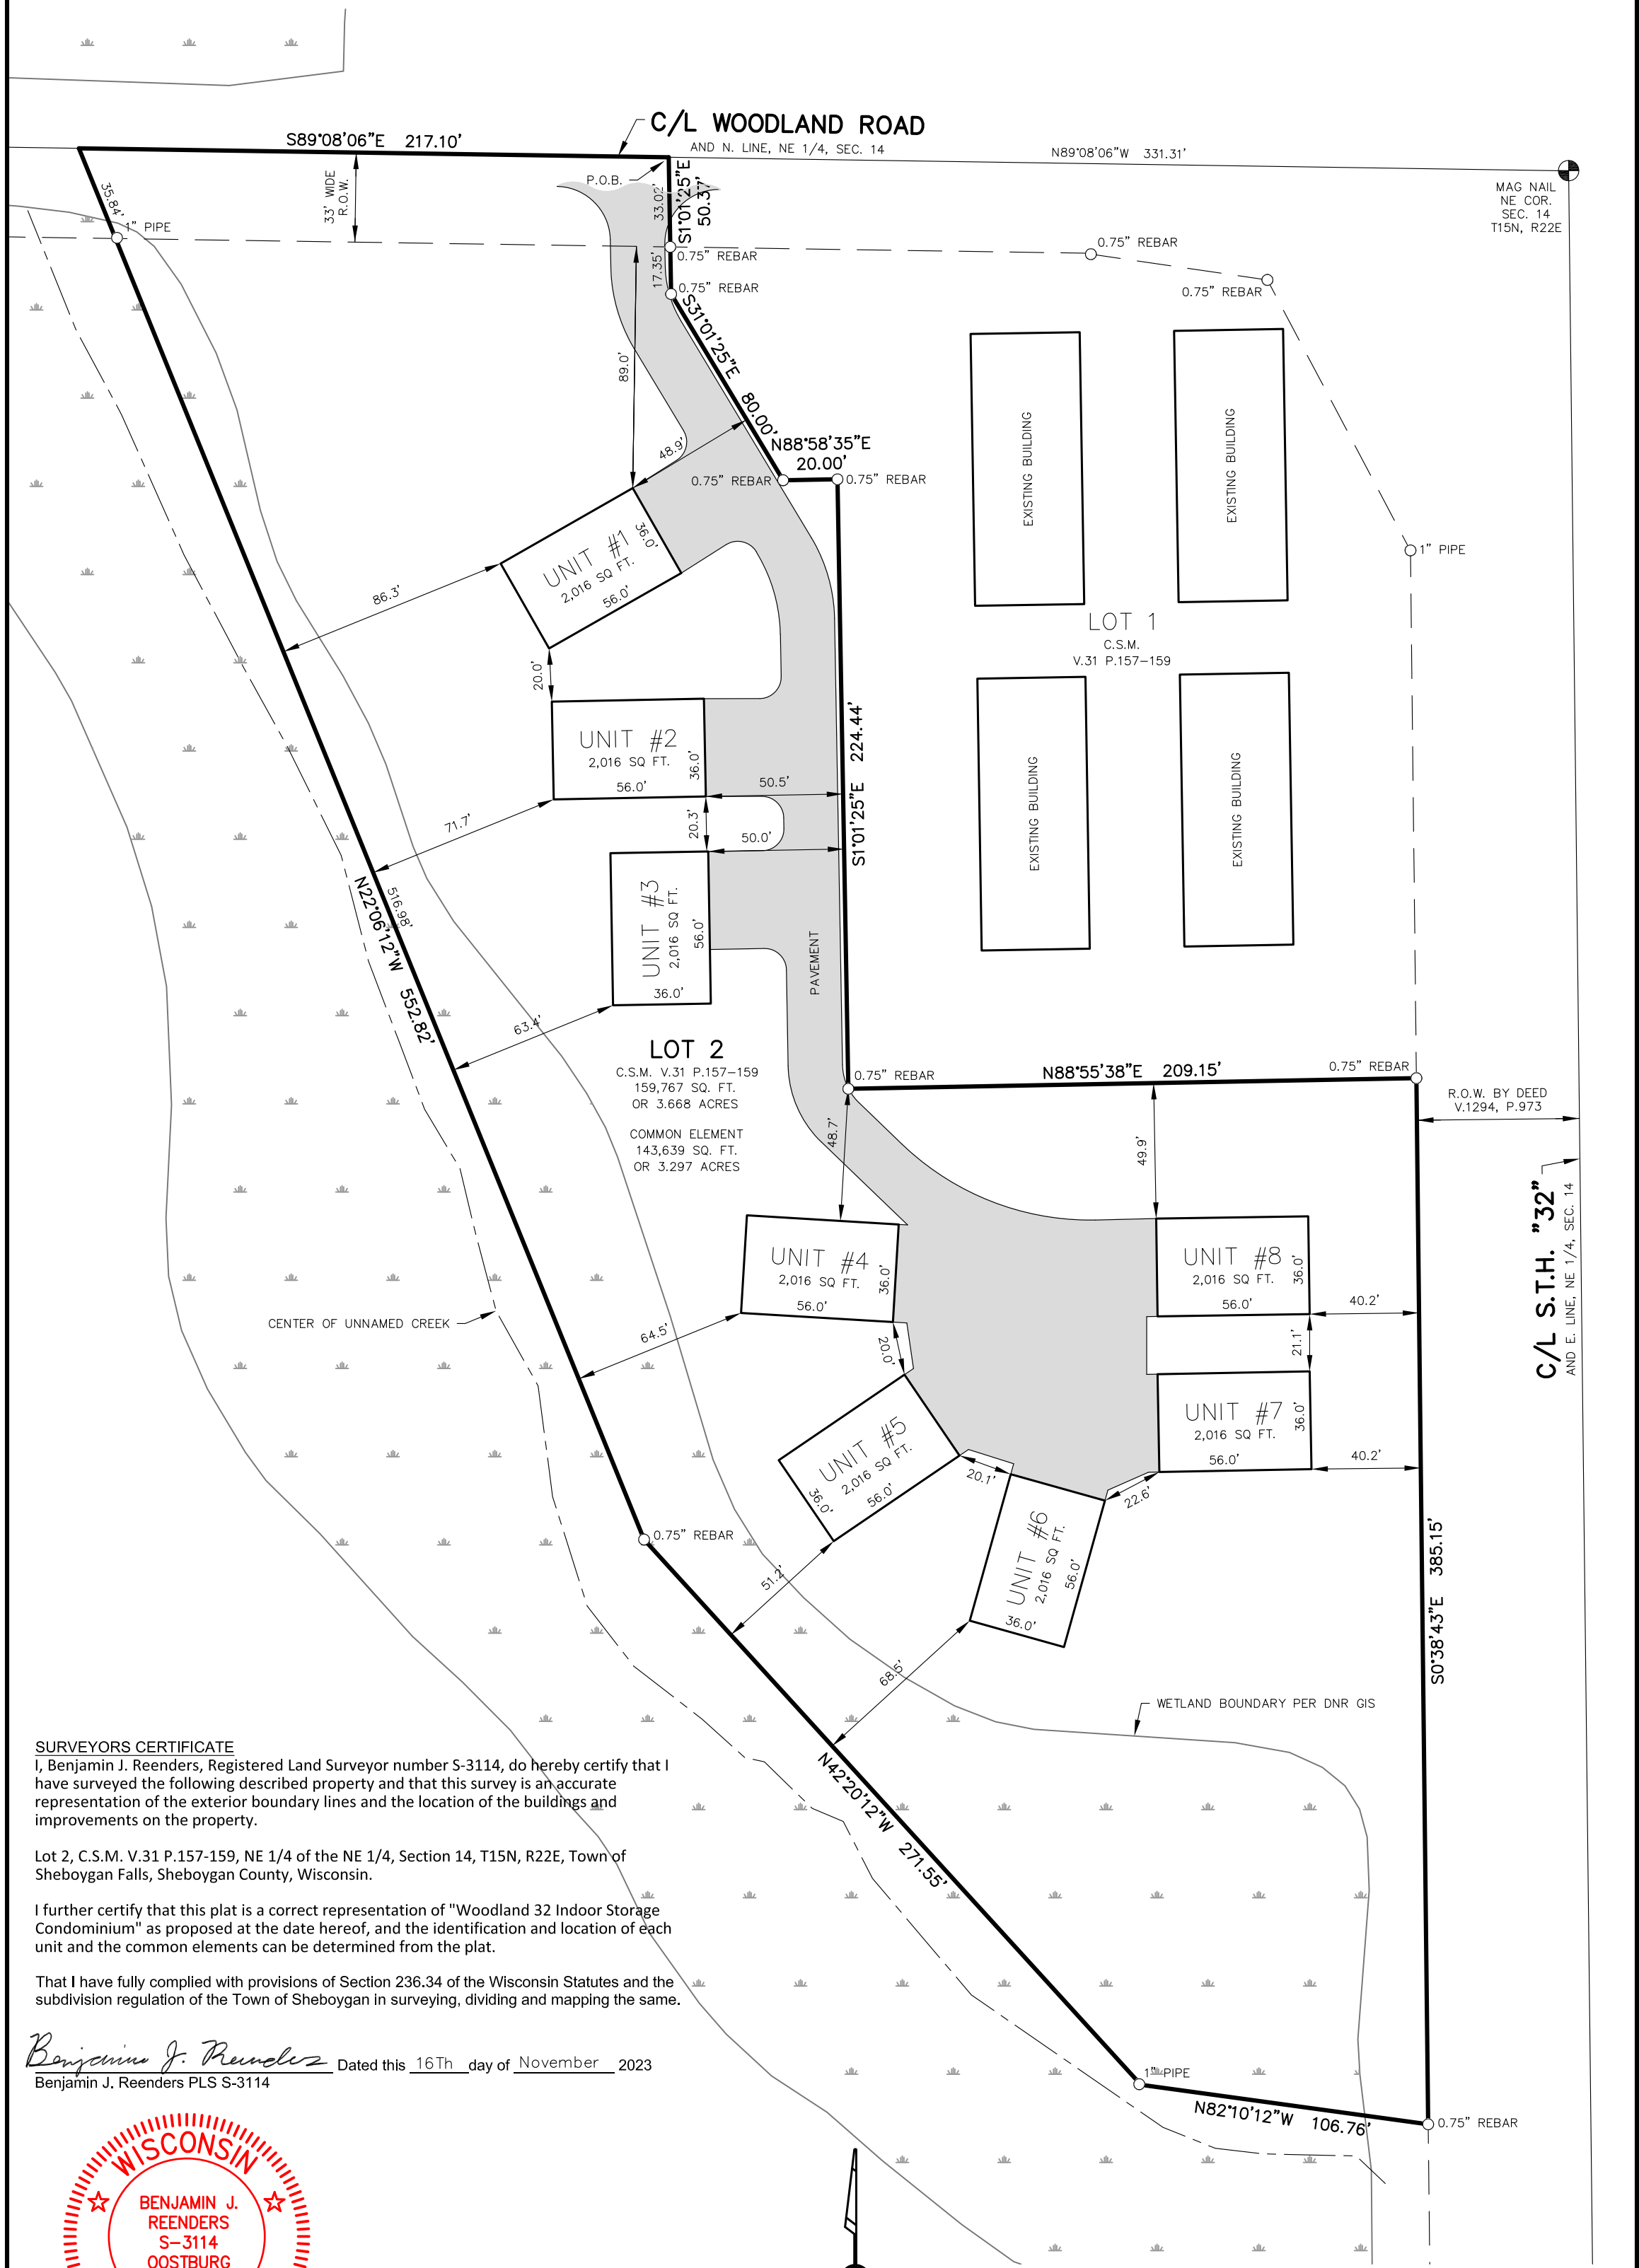 C/L WOODLAND ROAD
AND N. LINE, NE 1/4, SEC. 14
S89°08'06"E 217.10'
N89°08'06"W 331.31'
MAG NAIL
NE COR.
SEC. 14
T15N, R22E
P.O.B.
33' WIDE
R.O.W.
35.84'
1" PIPE
33.02'
S1°01'25"E
50.37'
0.75" REBAR
17.35'
0.75" REBAR
0.75" REBAR
0.75" REBAR
S31°01'25"E 80.00'
89.0'
48.9'
N88°58'35"E
20.00'
0.75" REBAR
0.75" REBAR
EXISTING BUILDING
EXISTING BUILDING
1" PIPE
UNIT #1
2,016 SQ FT.
56.0'
36.0'
86.3'
LOT 1
C.S.M.
V.31 P.157-159
20.0'
UNIT #2
2,016 SQ FT.
56.0'
36.0'
50.5'
71.7'
20.3'
50.0'
S1°01'25"E 224.44'
EXISTING BUILDING
EXISTING BUILDING
N22°06'12"W 552.82'
516.98'
UNIT #3
2,016 SQ FT.
56.0'
36.0'
PAVEMENT
63.4'
LOT 2
C.S.M. V.31 P.157-159
159,767 SQ. FT.
OR 3.668 ACRES
COMMON ELEMENT
143,639 SQ. FT.
OR 3.297 ACRES
0.75" REBAR
N88°55'38"E 209.15'
0.75" REBAR
R.O.W. BY DEED
V.1294, P.973
48.7'
49.9'
C/L S.T.H. "32"
AND E. LINE, NE 1/4, SEC. 14
UNIT #4
2,016 SQ FT.
56.0'
36.0'
UNIT #8
2,016 SQ FT.
56.0'
36.0'
40.2'
CENTER OF UNNAMED CREEK
64.5'
20.0'
21.1'
UNIT #5
2,016 SQ FT.
56.0'
36.0'
UNIT #7
2,016 SQ FT.
56.0'
36.0'
40.2'
20.1'
22.6'
0.75" REBAR
51.2'
UNIT #6
2,016 SQ FT.
56.0'
36.0'
68.5'
S0°38'43"E 385.15'
WETLAND BOUNDARY PER DNR GIS
N42°20'12"W 271.55'
1" PIPE
N82°10'12"W 106.76'
0.75" REBAR
SURVEYORS CERTIFICATE
I, Benjamin J. Reenders, Registered Land Surveyor number S-3114, do hereby certify that I
have surveyed the following described property and that this survey is an accurate
representation of the exterior boundary lines and the location of the buildings and
improvements on the property.
Lot 2, C.S.M. V.31 P.157-159, NE 1/4 of the NE 1/4, Section 14, T15N, R22E, Town of
Sheboygan Falls, Sheboygan County, Wisconsin.
I further certify that this plat is a correct representation of "Woodland 32 Indoor Storage
Condominium" as proposed at the date hereof, and the identification and location of each
unit and the common elements can be determined from the plat.
That I have fully complied with provisions of Section 236.34 of the Wisconsin Statutes and the
subdivision regulation of the Town of Sheboygan in surveying, dividing and mapping the same.
Benjamin J. Reenders Dated this 16Th day of November 2023
Benjamin J. Reenders PLS S-3114
WISCONSIN
BENJAMIN J.
REENDERS
S-3114
OOSTBURG